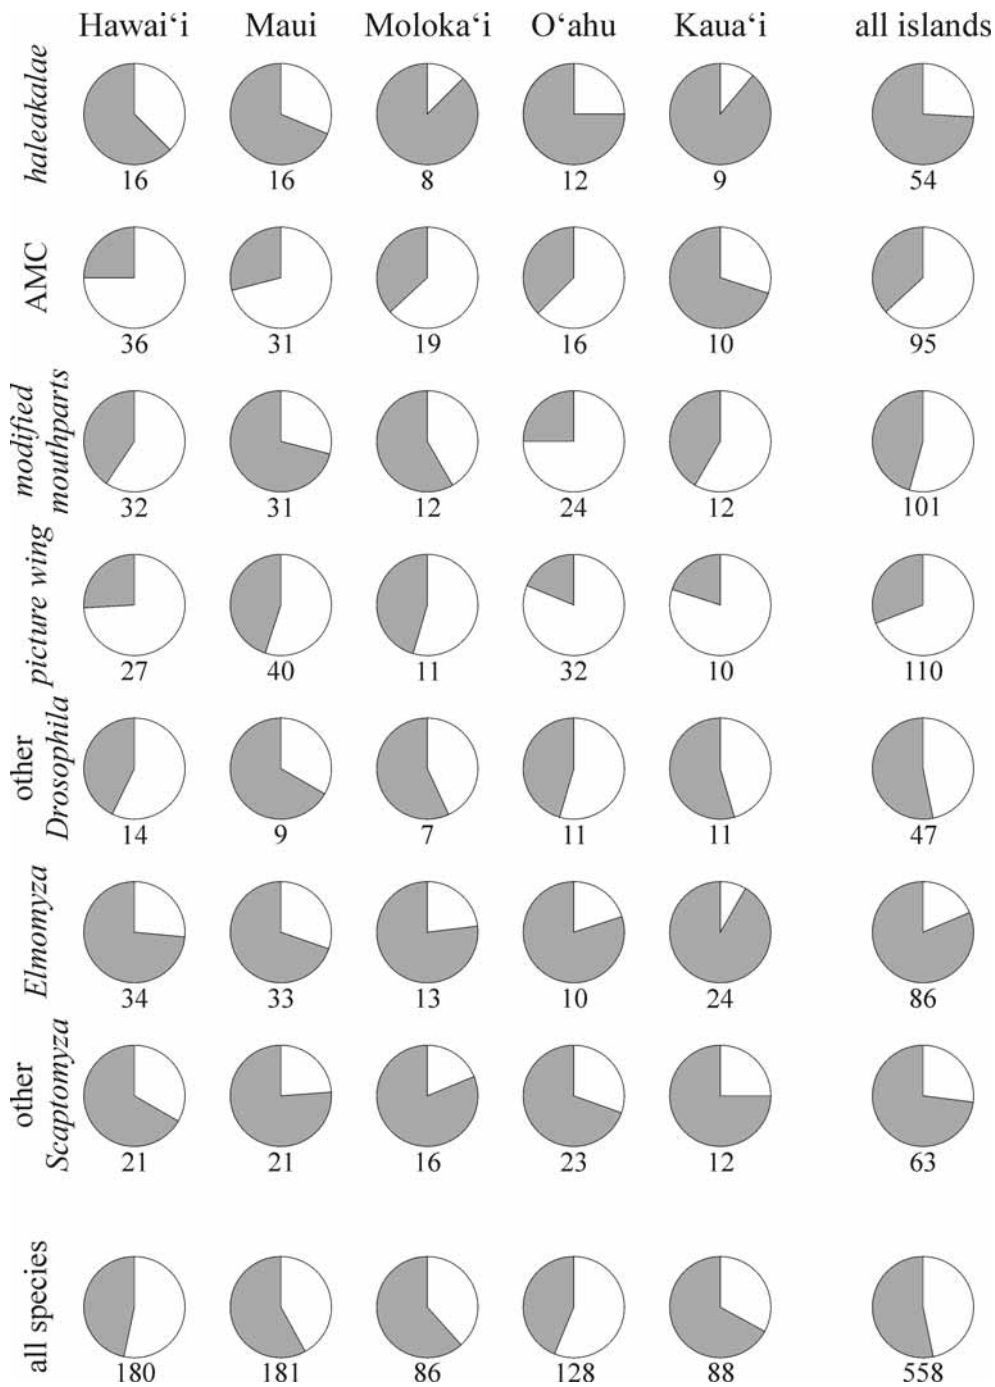 Hawai‘i Maui Moloka‘i O‘ahu Kaua‘i all islands
haleakalae
16 16 8 12 9 54
AMC
36 31 19 16 10 95
modified
mouthparts
32 31 12 24 12 101
picture wing
27 40 11 32 10 110
other
Drosophila
14 9 7 11 11 47
Elmomyza
34 33 13 10 24 86
other
Scaptomyza
21 21 16 23 12 63
all species
180 181 86 128 88 558